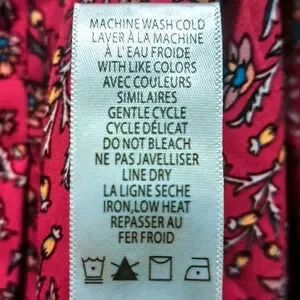 MACHINE WASH COLD
LAVER À LA MACHINE
À L'EAU FROIDE
WITH LIKE COLORS
AVEC COULEURS
SIMILAIRES
GENTLE CYCLE
CYCLE DÉLICAT
DO NOT BLEACH
NE PAS JAVELLISER
LINE DRY
LA LIGNE SECHE
IRON,LOW HEAT
REPASSER AU
FER FROID